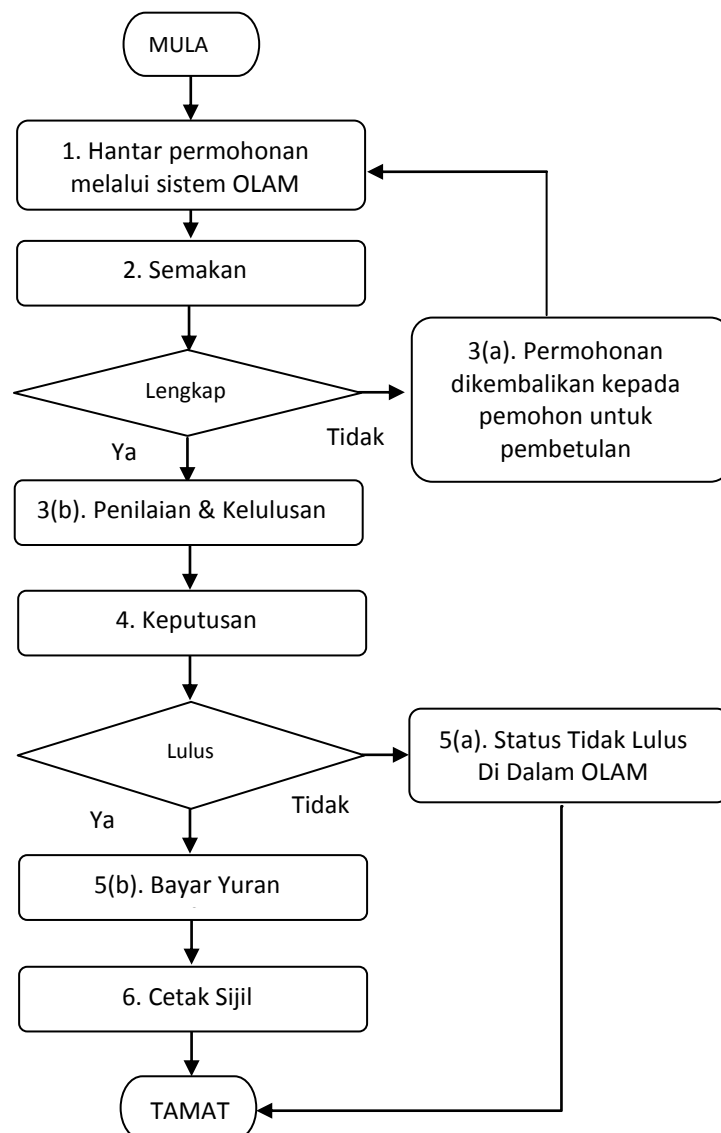 MULA
1. Hantar permohonan
melalui sistem OLAM
2. Semakan
Lengkap
Tidak
Ya
3(a). Permohonan
dikembalikan kepada
pemohon untuk
pembetulan
3(b). Penilaian & Kelulusan
4. Keputusan
Lulus
Tidak
Ya
5(a). Status Tidak Lulus
Di Dalam OLAM
5(b). Bayar Yuran
6. Cetak Sijil
TAMAT